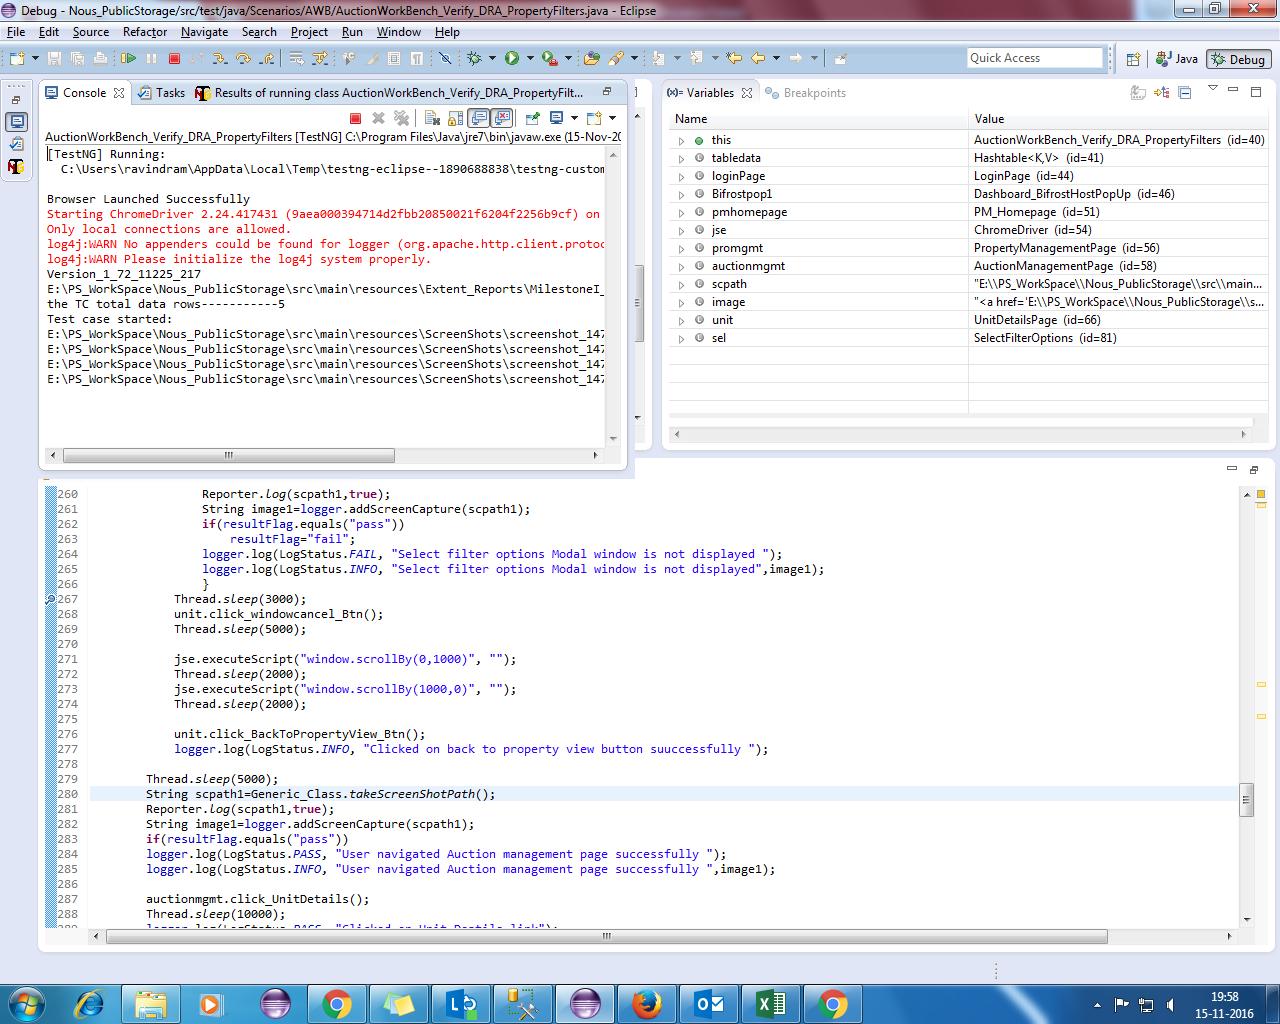 Debug - Nous_PublicStorage/src/test/java/Scenarios/AWB/AuctionWorkBench_Verify_DRA_PropertyFilters.java - Eclipse
File Edit Source Refactor Navigate Search Project Run Window Help
Quick Access Java Debug
Console Tasks Results of running class AuctionWorkBench_Verify_DRA_PropertyFilt...
AuctionWorkBench_Verify_DRA_PropertyFilters [TestNG] C:\Program Files\Java\jre7\bin\javaw.exe (15-Nov-20
[TestNG] Running:
C:\Users\ravindram\AppData\Local\Temp\testng-eclipse--1890688838\testng-custom
Browser Launched Successfully
Starting ChromeDriver 2.24.417431 (9aea000394714d2fbb20850021f6204f2256b9cf) on
Only local connections are allowed.
log4j:WARN No appenders could be found for logger (org.apache.http.client.protoc
log4j:WARN Please initialize the log4j system properly.
Version_1_72_11225_217
E:\PS_WorkSpace\Nous_PublicStorage\src\main\resources\Extent_Reports\MilestoneI_
the TC total data rows-----------5
Test case started:
E:\PS_WorkSpace\Nous_PublicStorage\src\main\resources\ScreenShots\screenshot_147
E:\PS_WorkSpace\Nous_PublicStorage\src\main\resources\ScreenShots\screenshot_147
E:\PS_WorkSpace\Nous_PublicStorage\src\main\resources\ScreenShots\screenshot_147
E:\PS_WorkSpace\Nous_PublicStorage\src\main\resources\ScreenShots\screenshot_147
(x)= Variables Breakpoints
Name Value
this AuctionWorkBench_Verify_DRA_PropertyFilters (id=40)
tabledata Hashtable<K,V> (id=41)
loginPage LoginPage (id=44)
Bifrostpop1 Dashboard_BifrostHostPopUp (id=46)
pmhomepage PM_Homepage (id=51)
jse ChromeDriver (id=54)
promgmt PropertyManagementPage (id=56)
auctionmgmt AuctionManagementPage (id=58)
scpath "E:\\PS_WorkSpace\\Nous_PublicStorage\\src\\main...
image "<a href='E:\\PS_WorkSpace\\Nous_PublicStorage\\s...
unit UnitDetailsPage (id=66)
sel SelectFilterOptions (id=81)
260 Reporter.log(scpath1,true);
261 String image1=logger.addScreenCapture(scpath1);
262 if(resultFlag.equals("pass"))
263 resultFlag="fail";
264 logger.log(LogStatus.FAIL, "Select filter options Modal window is not displayed ");
265 logger.log(LogStatus.INFO, "Select filter options Modal window is not displayed",image1);
266 }
267 Thread.sleep(3000);
268 unit.click_windowcancel_Btn();
269 Thread.sleep(5000);
270
271 jse.executeScript("window.scrollBy(0,1000)", "");
272 Thread.sleep(2000);
273 jse.executeScript("window.scrollBy(1000,0)", "");
274 Thread.sleep(2000);
275
276 unit.click_BackToPropertyView_Btn();
277 logger.log(LogStatus.INFO, "Clicked on back to property view button suuccessfully ");
278
279 Thread.sleep(5000);
280 String scpath1=Generic_Class.takeScreenShotPath();
281 Reporter.log(scpath1,true);
282 String image1=logger.addScreenCapture(scpath1);
283 if(resultFlag.equals("pass"))
284 logger.log(LogStatus.PASS, "User navigated Auction management page successfully ");
285 logger.log(LogStatus.INFO, "User navigated Auction management page successfully ",image1);
286
287 auctionmgmt.click_UnitDetails();
288 Thread.sleep(10000);
19:58
15-11-2016